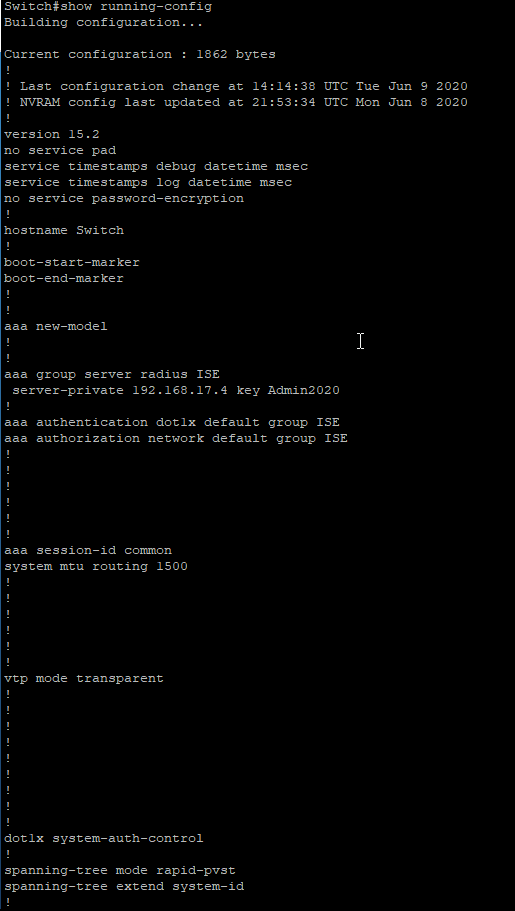 Switch#show running-config
Building configuration...
Current configuration : 1862 bytes
!
! Last configuration change at 14:14:38 UTC Tue Jun 9 2020
! NVRAM config last updated at 21:53:34 UTC Mon Jun 8 2020
!
version 15.2
no service pad
service timestamps debug datetime msec
service timestamps log datetime msec
no service password-encryption
!
hostname Switch
!
boot-start-marker
boot-end-marker
!
!
aaa new-model
!
!
aaa group server radius ISE
 server-private 192.168.17.4 key Admin2020
!
aaa authentication dot1x default group ISE
aaa authorization network default group ISE
!
!
!
!
!
!
aaa session-id common
system mtu routing 1500
!
!
!
!
!
!
vtp mode transparent
!
!
!
!
!
!
!
!
dot1x system-auth-control
!
spanning-tree mode rapid-pvst
spanning-tree extend system-id
!